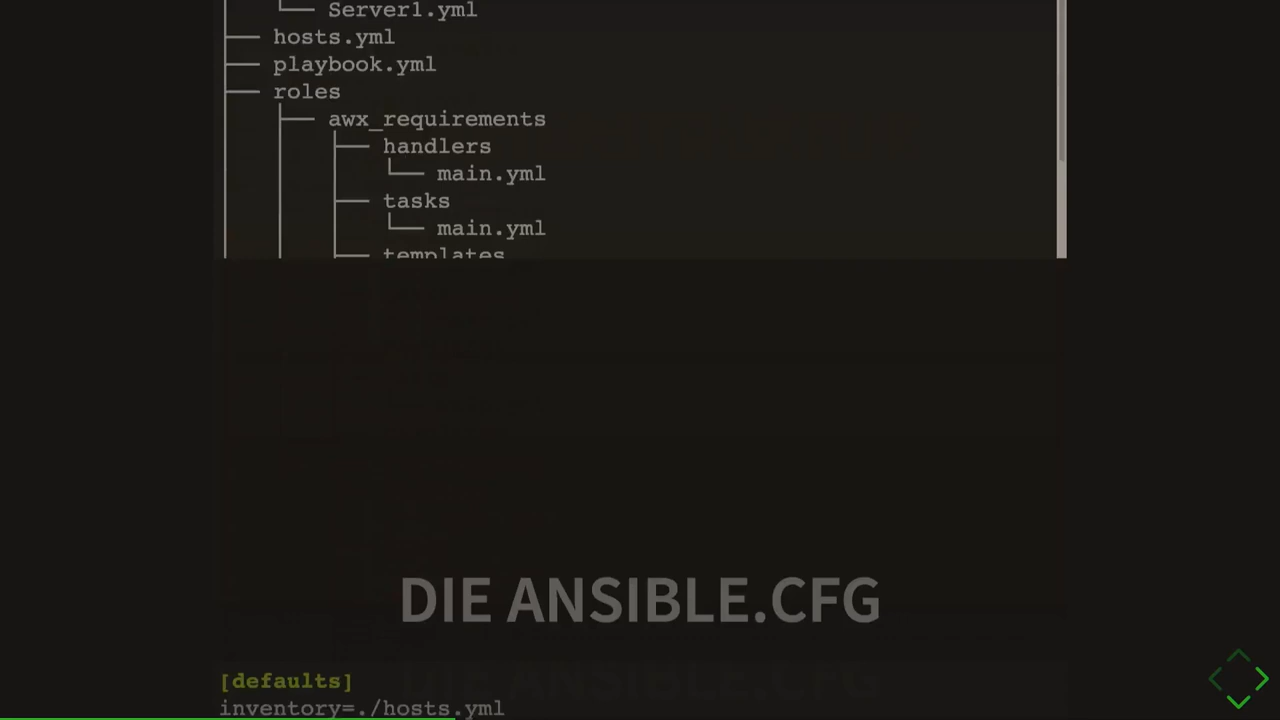 └── Server1.yml
├── hosts.yml
├── playbook.yml
├── roles
│   ├── awx_requirements
│   │   ├── handlers
│   │   │   └── main.yml
│   │   ├── tasks
│   │   │   └── main.yml
│   │   ├── templates
DIE ANSIBLE.CFG
[defaults]
inventory=./hosts.yml